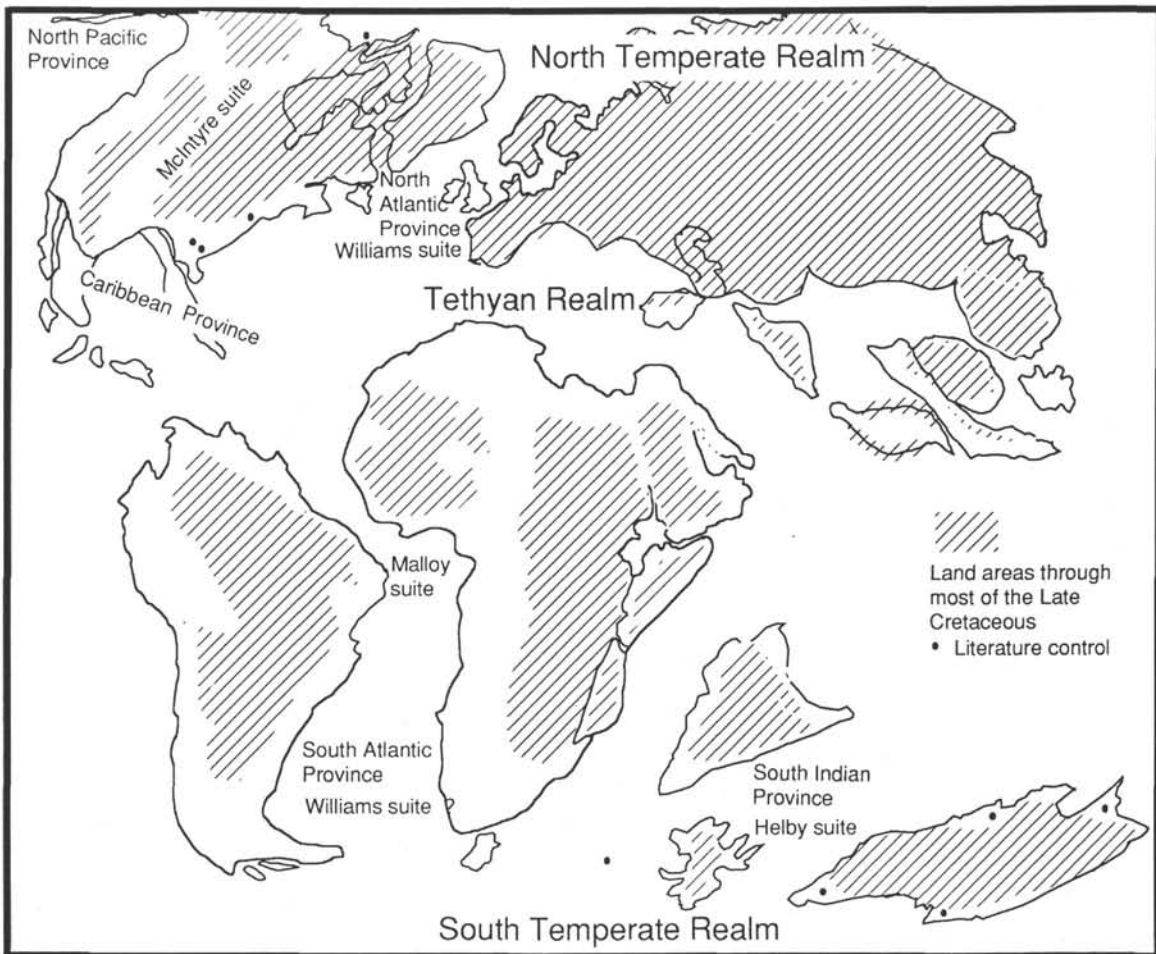 North Pacific
Province
North Temperate Realm
McIntyre suite
North
Atlantic
Province
Williams suite
Caribbean Province
Tethyan Realm
Malloy
suite
Land areas through
most of the Late
Cretaceous
• Literature control
South Atlantic
Province
Williams suite
South Indian
Province
Helby suite
South Temperate Realm